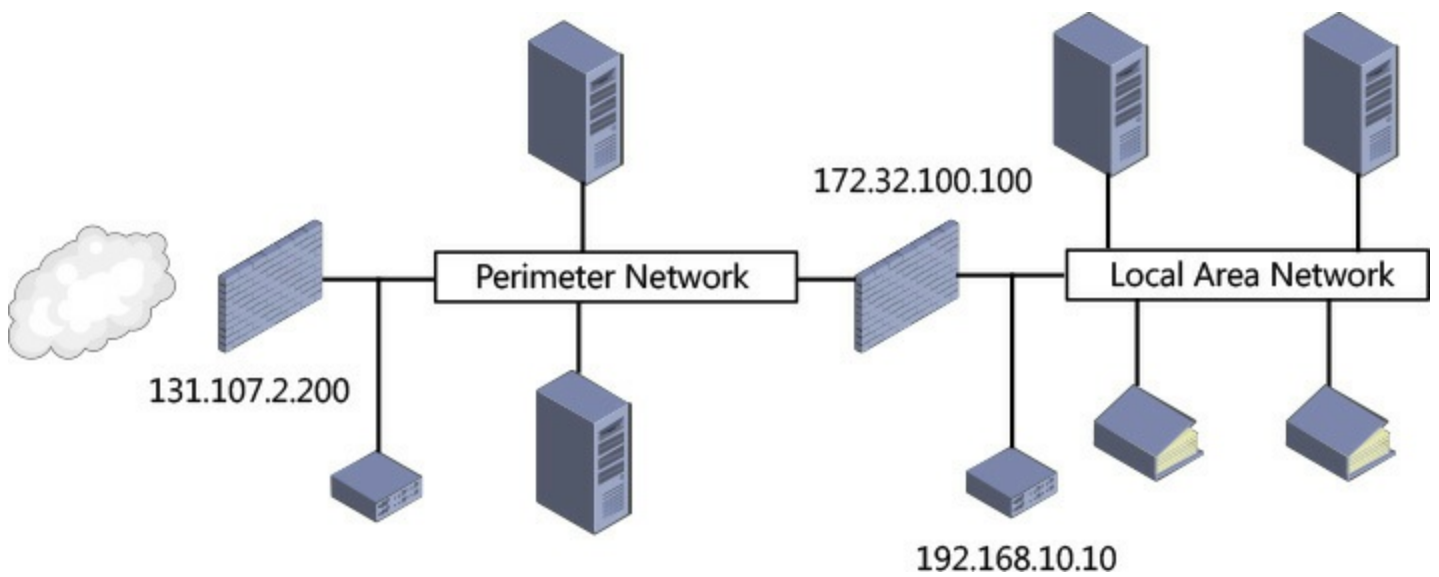 172.32.100.100
Perimeter Network
Local Area Network
131.107.2.200
192.168.10.10